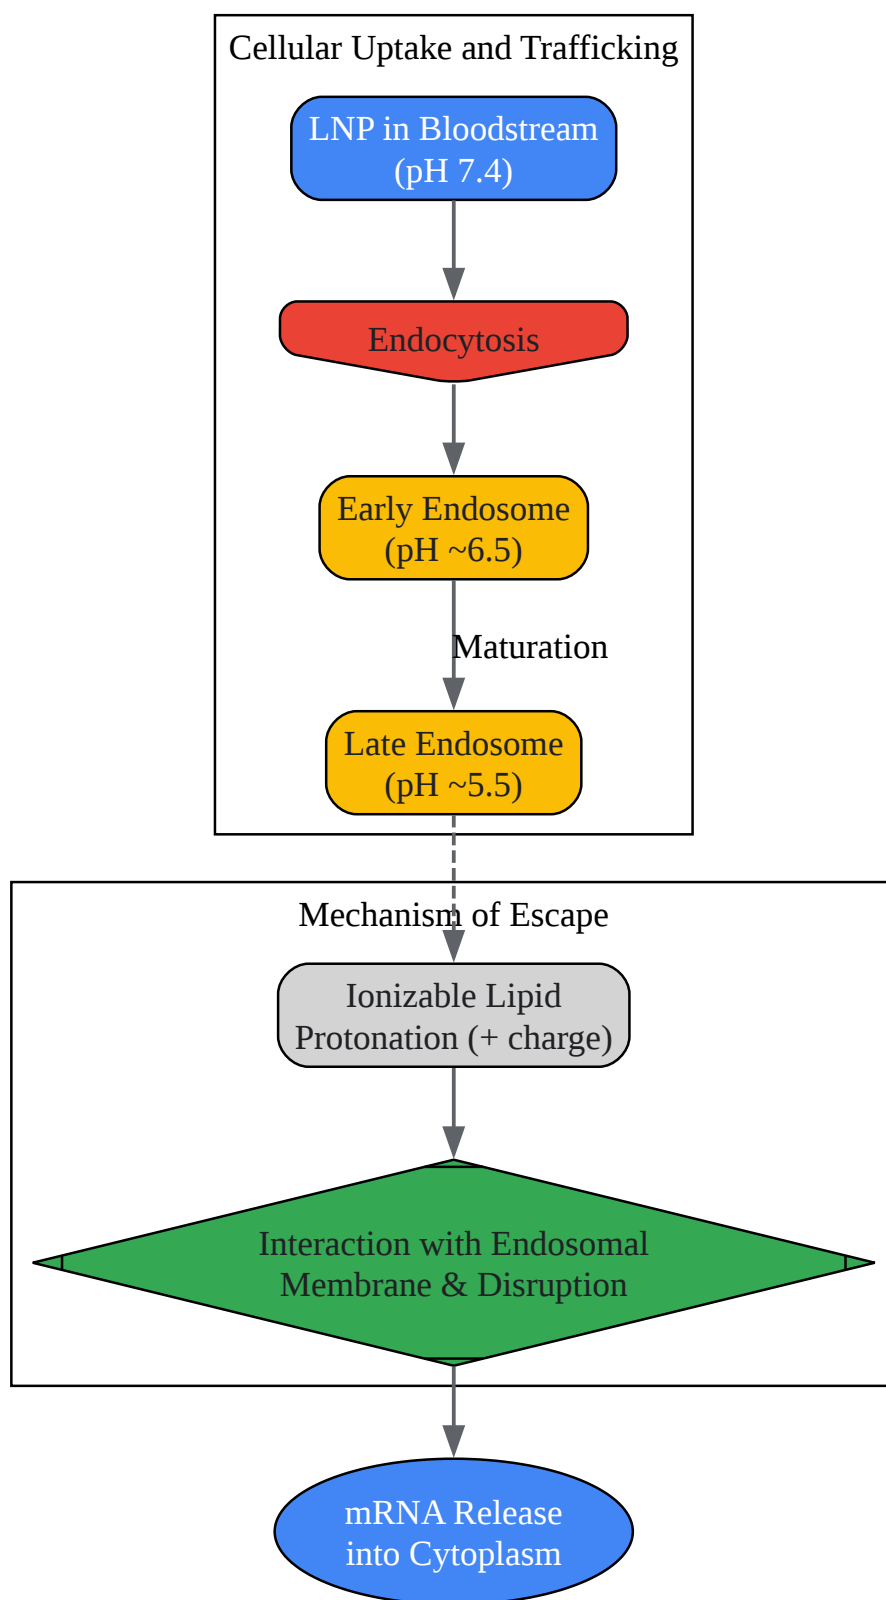 Cellular Uptake and Trafficking
LNP in Bloodstream
(pH 7.4)
Endocytosis
Early Endosome
(pH ~6.5)
Maturation
Late Endosome
(pH ~5.5)
Mechanism of Escape
Ionizable Lipid
Protonation (+ charge)
Interaction with Endosomal
Membrane & Disruption
mRNA Release
into Cytoplasm